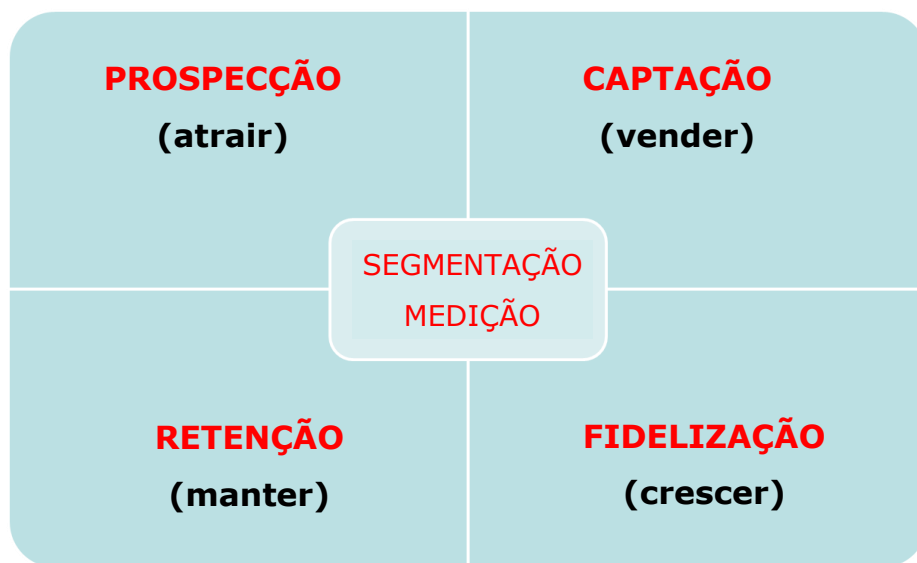 PROSPECÇÃO
(atrair)
CAPTAÇÃO
(vender)
SEGMENTAÇÃO
MEDIÇÃO
RETENÇÃO
(manter)
FIDELIZAÇÃO
(crescer)